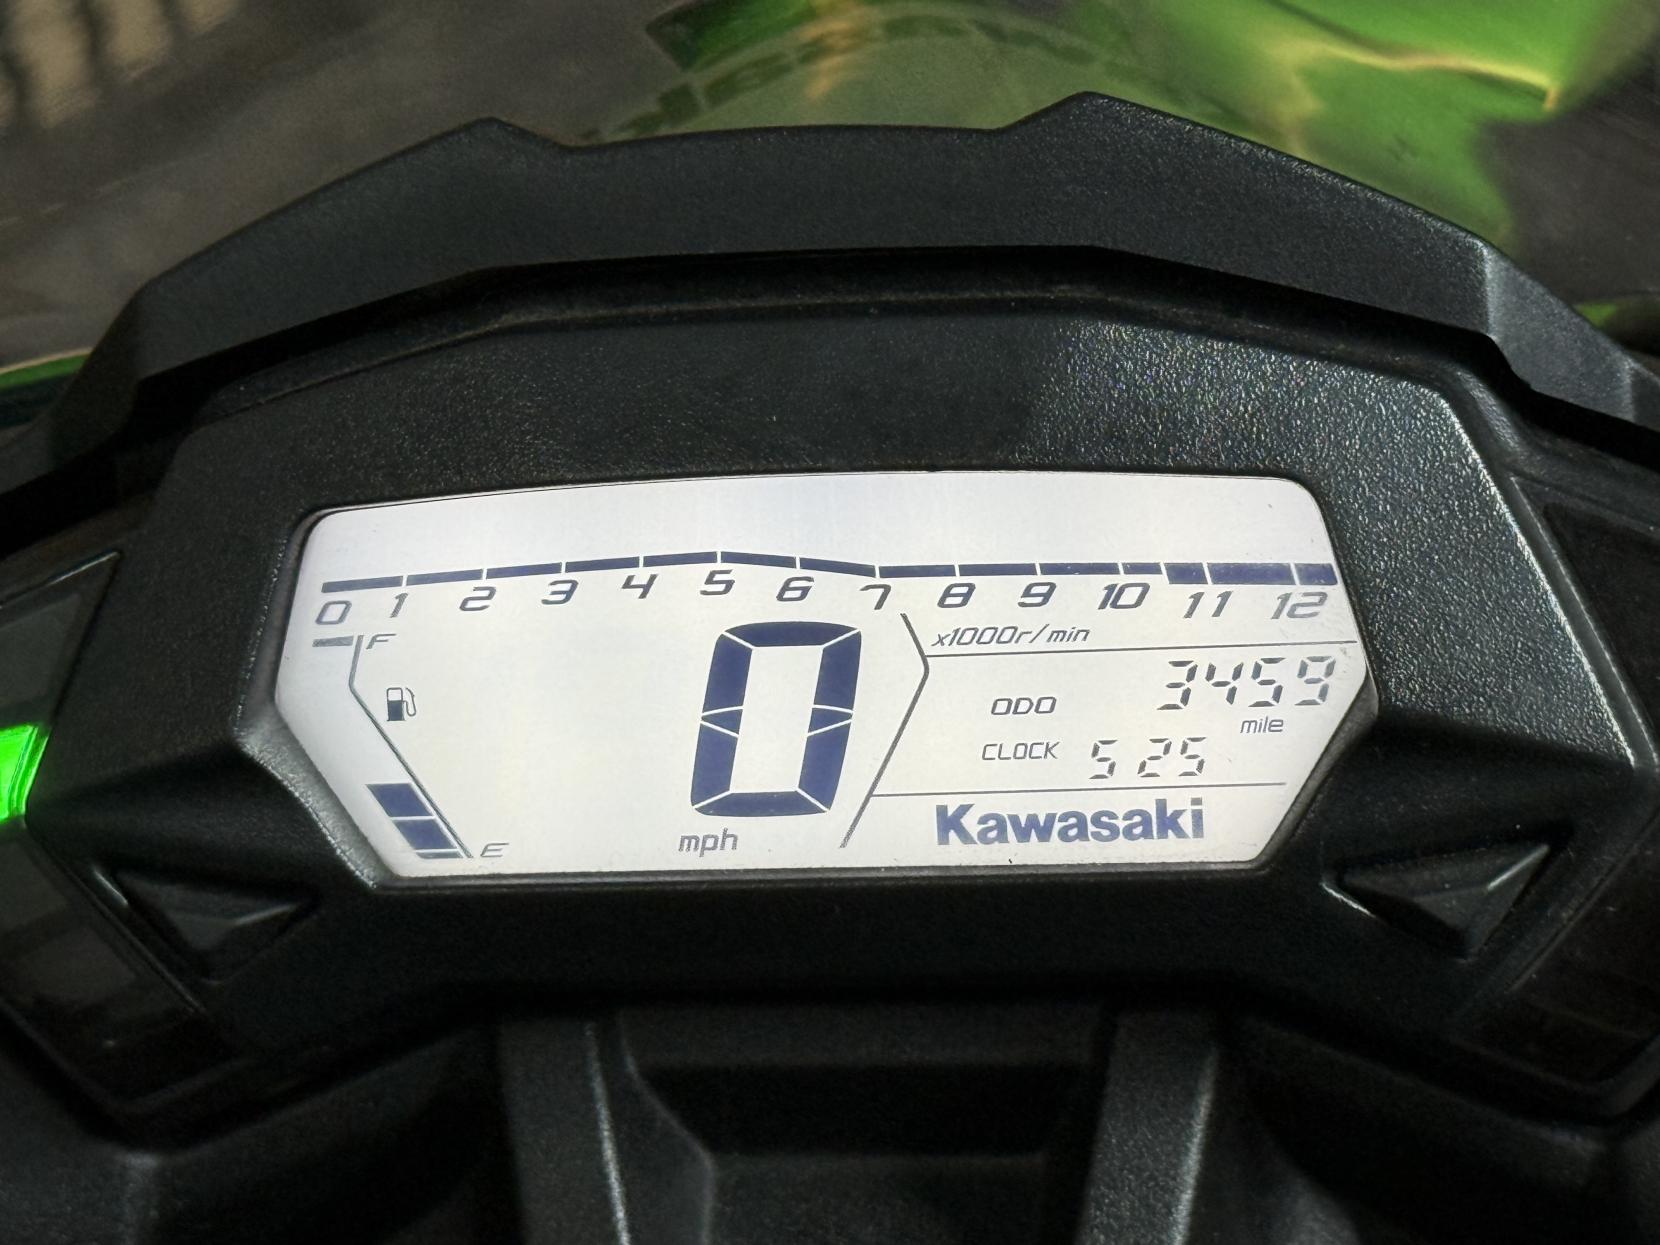 0 1 2 3 4 5 6 7 8 9 10 11 12
x1000r/min
F
0
ODO 3459
mile
CLOCK 5 25
E
mph
Kawasaki